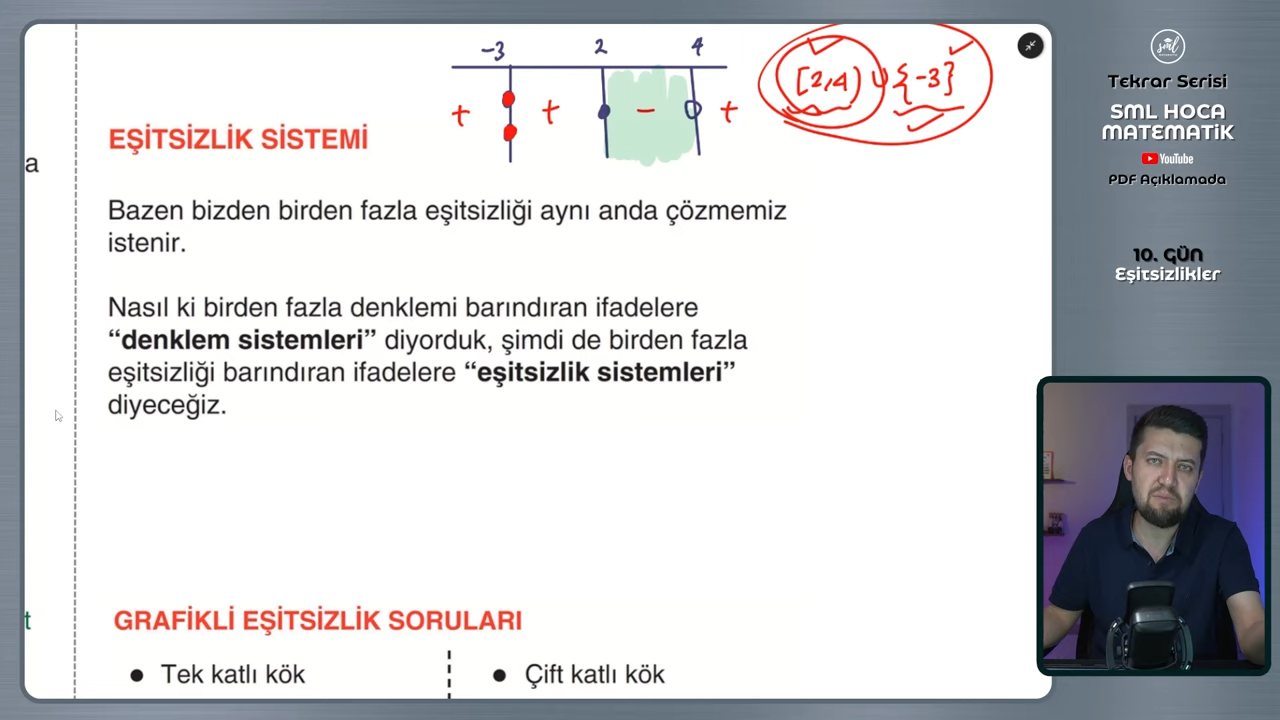 -3 2 4
[2,4) ∪ {-3}
+ + - +
EŞİTSİZLİK SİSTEMİ
a
Bazen bizden birden fazla eşitsizliği aynı anda çözmemiz
istenir.
Nasıl ki birden fazla denklemi barındıran ifadelere
“denklem sistemleri” diyorduk, şimdi de birden fazla
eşitsizliği barındıran ifadelere “eşitsizlik sistemleri”
diyeceğiz.
GRAFİKLİ EŞİTSİZLİK SORULARI
t
● Tek katlı kök
● Çift katlı kök
sml
Tekrar Serisi
SML HOCA
MATEMATİK
YouTube
PDF Açıklamada
10. GÜN
Eşitsizlikler